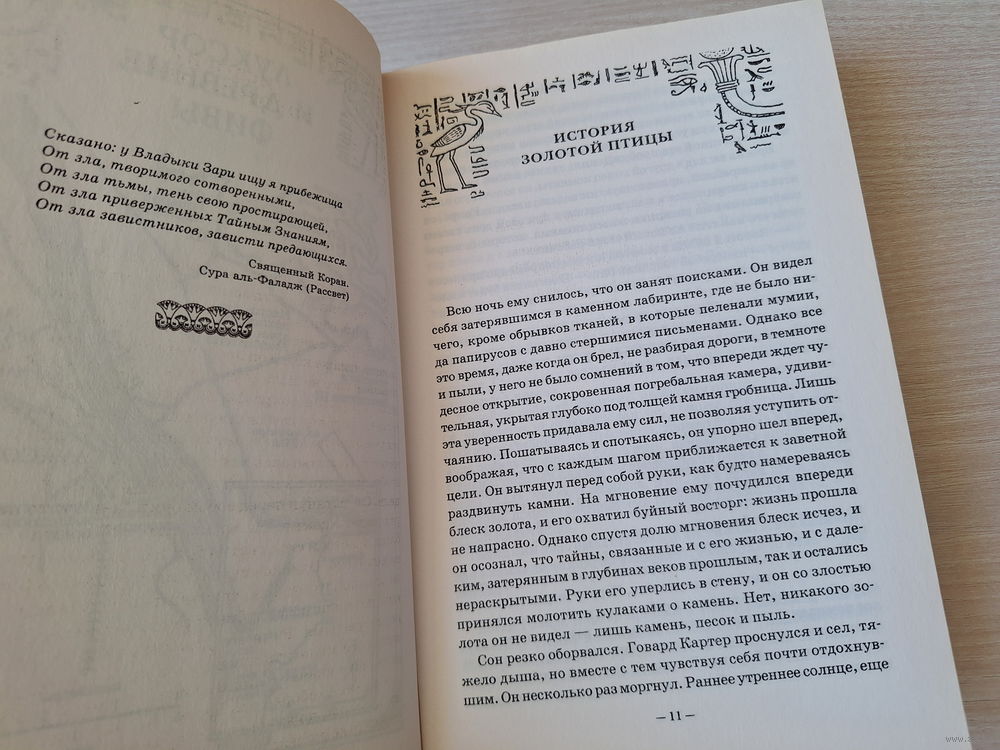 Сказано: у Владыки Зари ищу я прибежища
От зла, творимого сотворенными,
От зла тьмы, тень свою простирающей,
От зла приверженных Тайным Знаниям,
От зла завистников, зависти предающихся.
Священный Коран.
Сура аль-Фаладж (Рассвет)
ИСТОРИЯ
ЗОЛОТОЙ ПТИЦЫ
Всю ночь ему снилось, что он занят поисками. Он видел
себя затерявшимся в каменном лабиринте, где не было ни-
чего, кроме обрывков тканей, в которые пеленали мумии,
да папирусов с давно стершимися письменами. Однако все
это время, даже когда он брел, не разбирая дороги, в темноте
и пыли, у него не было сомнений в том, что впереди ждет чу-
десное открытие, сокровенная погребальная камера, удиви-
тельная, укрытая глубоко под толщей камня гробница. Лишь
эта уверенность придавала ему сил, не позволяя уступить от-
чаянию. Пошатываясь и спотыкаясь, он упорно шел вперед,
воображая, что с каждым шагом приближается к заветной
цели. Он вытянул перед собой руки, как будто намереваясь
раздвинуть камни. На мгновение ему почудился впереди
блеск золота, и его охватил буйный восторг: жизнь прошла
не напрасно. Однако спустя долю мгновения блеск исчез, и
он осознал, что тайны, связанные и с его жизнью, и с дале-
ким, затерянным в глубинах веков прошлым, так и остались
нераскрытыми. Руки его уперлись в стену, и он со злостью
принялся молотить кулаками о камень. Нет, никакого зо-
лота он не видел — лишь камень, песок и пыль.
Сон резко оборвался. Говард Картер проснулся и сел, тя-
жело дыша, но вместе с тем чувствуя себя почти отдохнув-
шим. Он несколько раз моргнул. Раннее утреннее солнце, еще
— 11 —